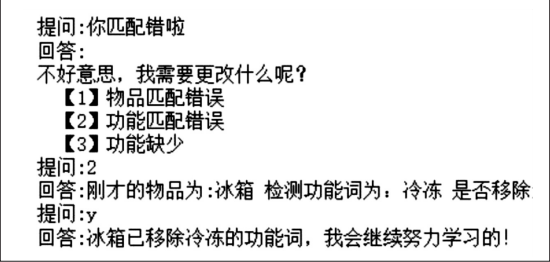 提问:你匹配错啦
回答:
不好意思，我需要更改什么呢？
【1】物品匹配错误
【2】功能匹配错误
【3】功能缺少
提问:2
回答:刚才的物品为:冰箱 检测功能词为：冷冻 是否移除
提问:y
回答:冰箱已移除冷冻的功能词，我会继续努力学习的!